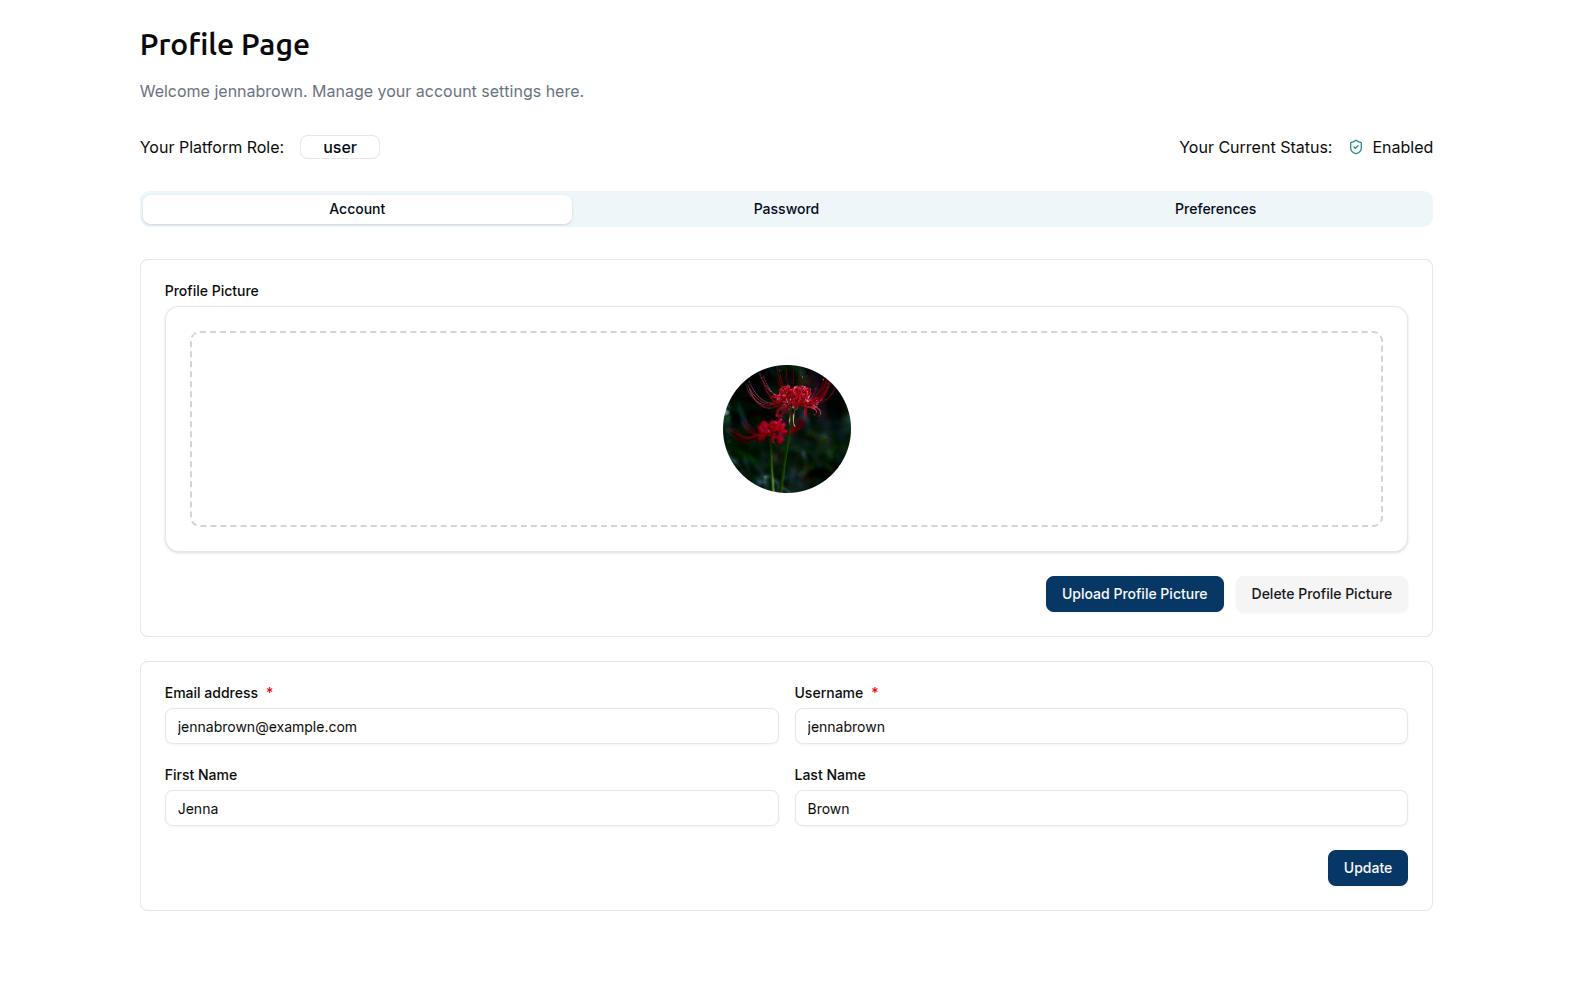 Profile Page
Welcome jennabrown. Manage your account settings here.
Your Platform Role: user
Your Current Status: Enabled
Account Password Preferences
Profile Picture
Upload Profile Picture Delete Profile Picture
Email address * Username *
jennabrown@example.com jennabrown
First Name Last Name
Jenna Brown
Update